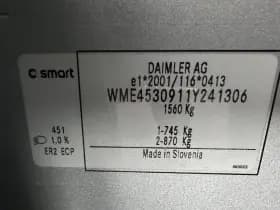 smart
DAIMLER AG
e1*2001/116*0413
WME4530911Y241306
1560 Kg
1-745 Kg
2-870 Kg
Made in Slovenia
451
1,0 %
ER2 ECP